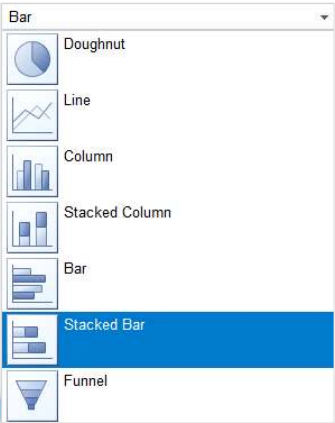 Bar
Doughnut
Line
Column
Stacked Column
Bar
Stacked Bar
Funnel